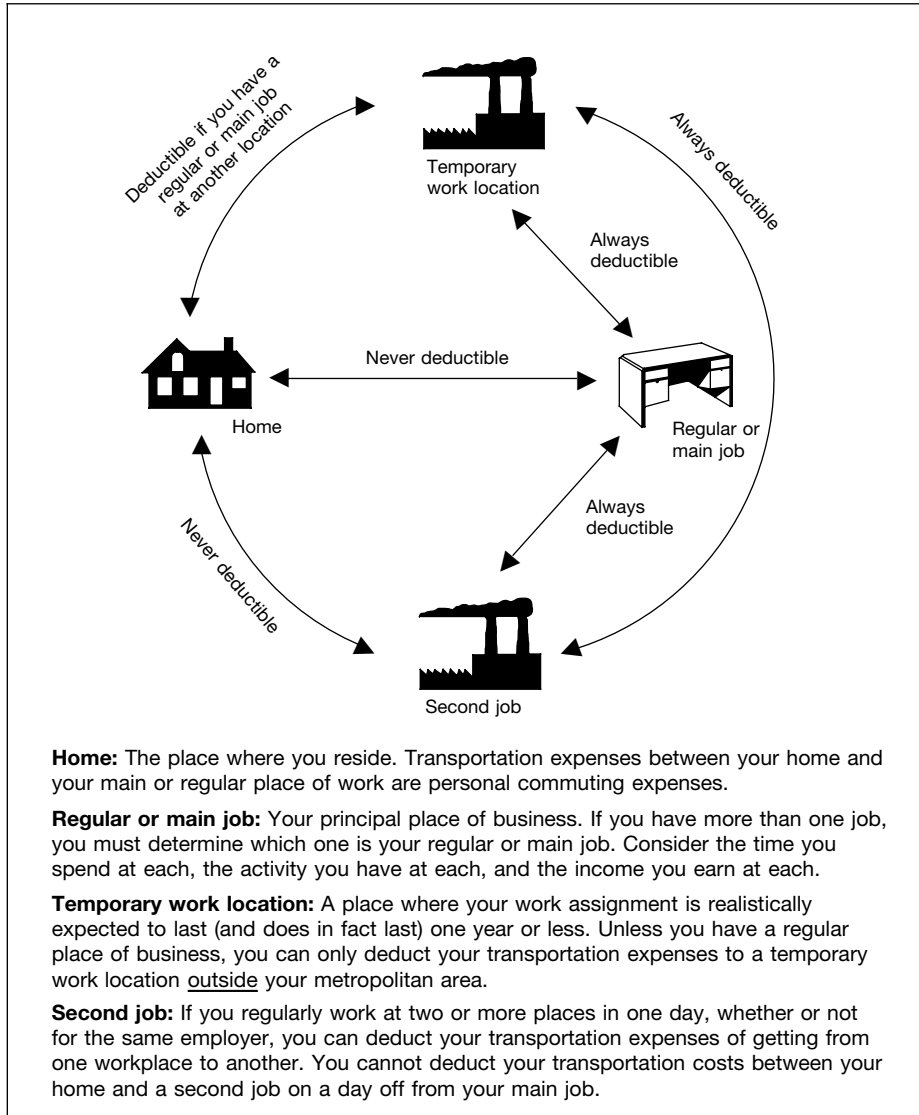 Deductible if you have a
regular or main job
at another location
Temporary
work location
Always deductible
Always
deductible
Never deductible
Home
Regular or
main job
Always
deductible
Never deductible
Second job
Home: The place where you reside. Transportation expenses between your home and
your main or regular place of work are personal commuting expenses.
Regular or main job: Your principal place of business. If you have more than one job,
you must determine which one is your regular or main job. Consider the time you
spend at each, the activity you have at each, and the income you earn at each.
Temporary work location: A place where your work assignment is realistically
expected to last (and does in fact last) one year or less. Unless you have a regular
place of business, you can only deduct your transportation expenses to a temporary
work location outside your metropolitan area.
Second job: If you regularly work at two or more places in one day, whether or not
for the same employer, you can deduct your transportation expenses of getting from
one workplace to another. You cannot deduct your transportation costs between your
home and a second job on a day off from your main job.